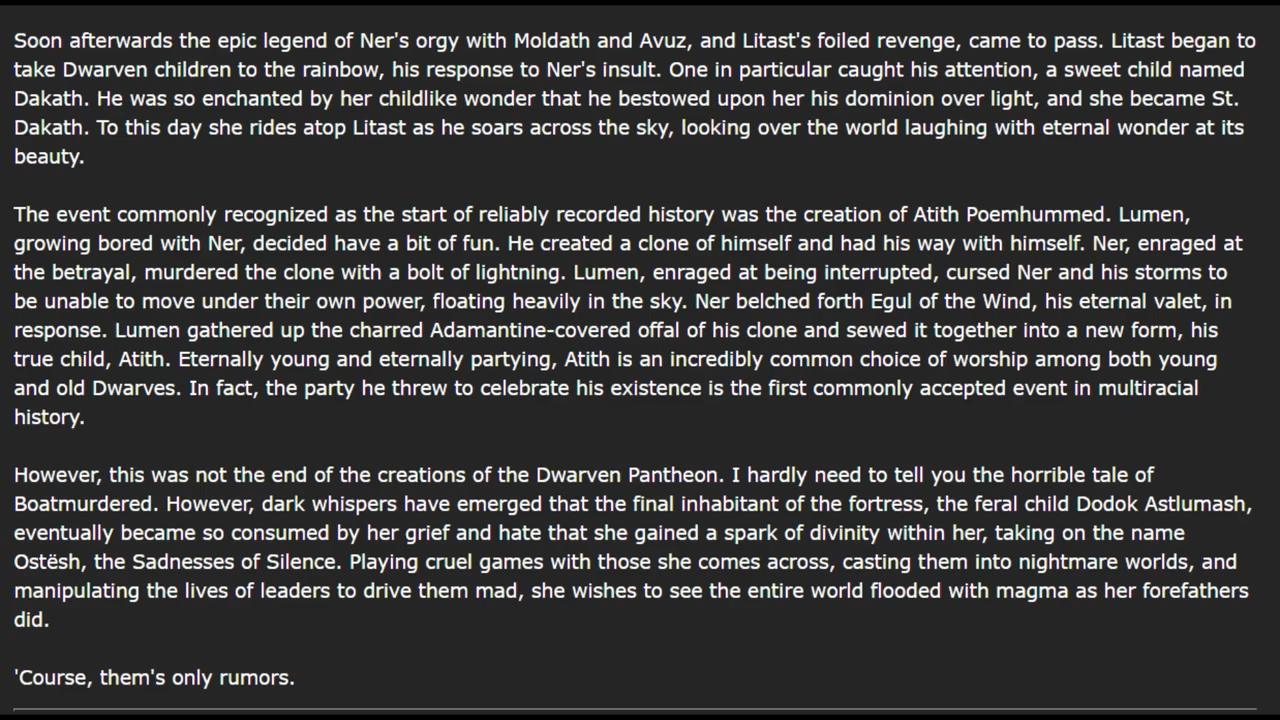 Soon afterwards the epic legend of Ner's orgy with Moldath and Avuz, and Litast's foiled revenge, came to pass. Litast began to
take Dwarven children to the rainbow, his response to Ner's insult. One in particular caught his attention, a sweet child named
Dakath. He was so enchanted by her childlike wonder that he bestowed upon her his dominion over light, and she became St.
Dakath. To this day she rides atop Litast as he soars across the sky, looking over the world laughing with eternal wonder at its
beauty.
The event commonly recognized as the start of reliably recorded history was the creation of Atith Poemhummed. Lumen,
growing bored with Ner, decided have a bit of fun. He created a clone of himself and had his way with himself. Ner, enraged at
the betrayal, murdered the clone with a bolt of lightning. Lumen, enraged at being interrupted, cursed Ner and his storms to
be unable to move under their own power, floating heavily in the sky. Ner belched forth Egul of the Wind, his eternal valet, in
response. Lumen gathered up the charred Adamantine-covered offal of his clone and sewed it together into a new form, his
true child, Atith. Eternally young and eternally partying, Atith is an incredibly common choice of worship among both young
and old Dwarves. In fact, the party he threw to celebrate his existence is the first commonly accepted event in multiracial
history.
However, this was not the end of the creations of the Dwarven Pantheon. I hardly need to tell you the horrible tale of
Boatmurdered. However, dark whispers have emerged that the final inhabitant of the fortress, the feral child Dodok Astlumash,
eventually became so consumed by her grief and hate that she gained a spark of divinity within her, taking on the name
Ostësh, the Sadnesses of Silence. Playing cruel games with those she comes across, casting them into nightmare worlds, and
manipulating the lives of leaders to drive them mad, she wishes to see the entire world flooded with magma as her forefathers
did.
'Course, them's only rumors.